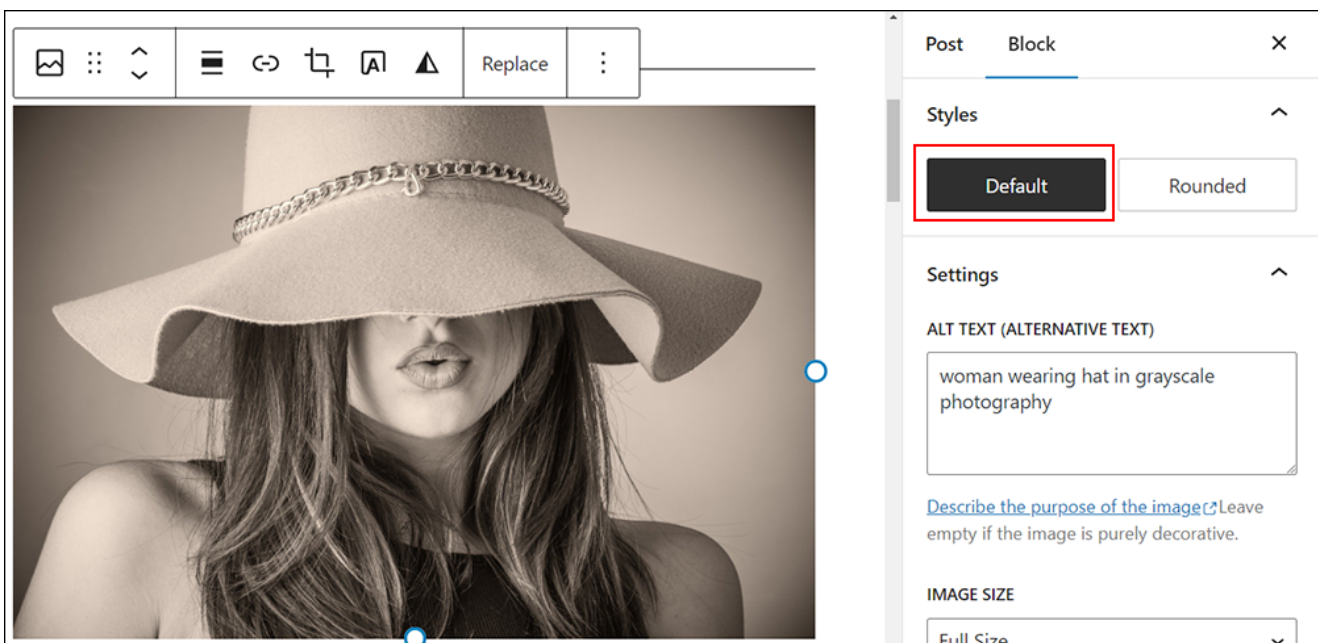 Replace
Post Block
Styles
Default Rounded
Settings
ALT TEXT (ALTERNATIVE TEXT)
woman wearing hat in grayscale
photography
Describe the purpose of the image Leave
empty if the image is purely decorative.
IMAGE SIZE
Full Size